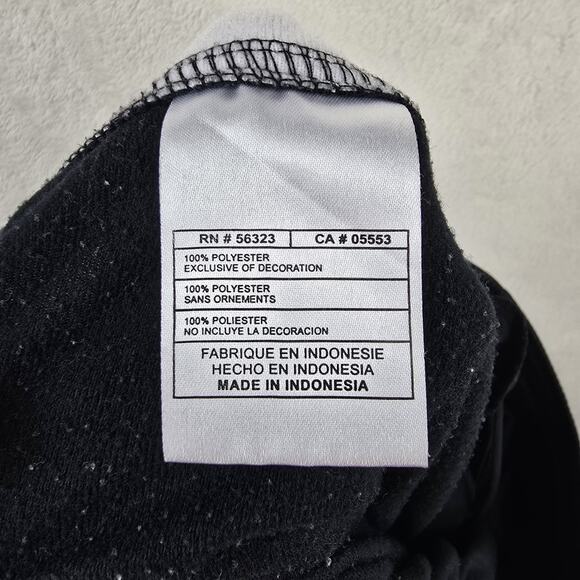 RN # 56323 CA # 05553
100% POLYESTER
EXCLUSIVE OF DECORATION
100% POLYESTER
SANS ORNEMENTS
100% POLIESTER
NO INCLUYE LA DECORACION
FABRIQUE EN INDONESIE
HECHO EN INDONESIA
MADE IN INDONESIA